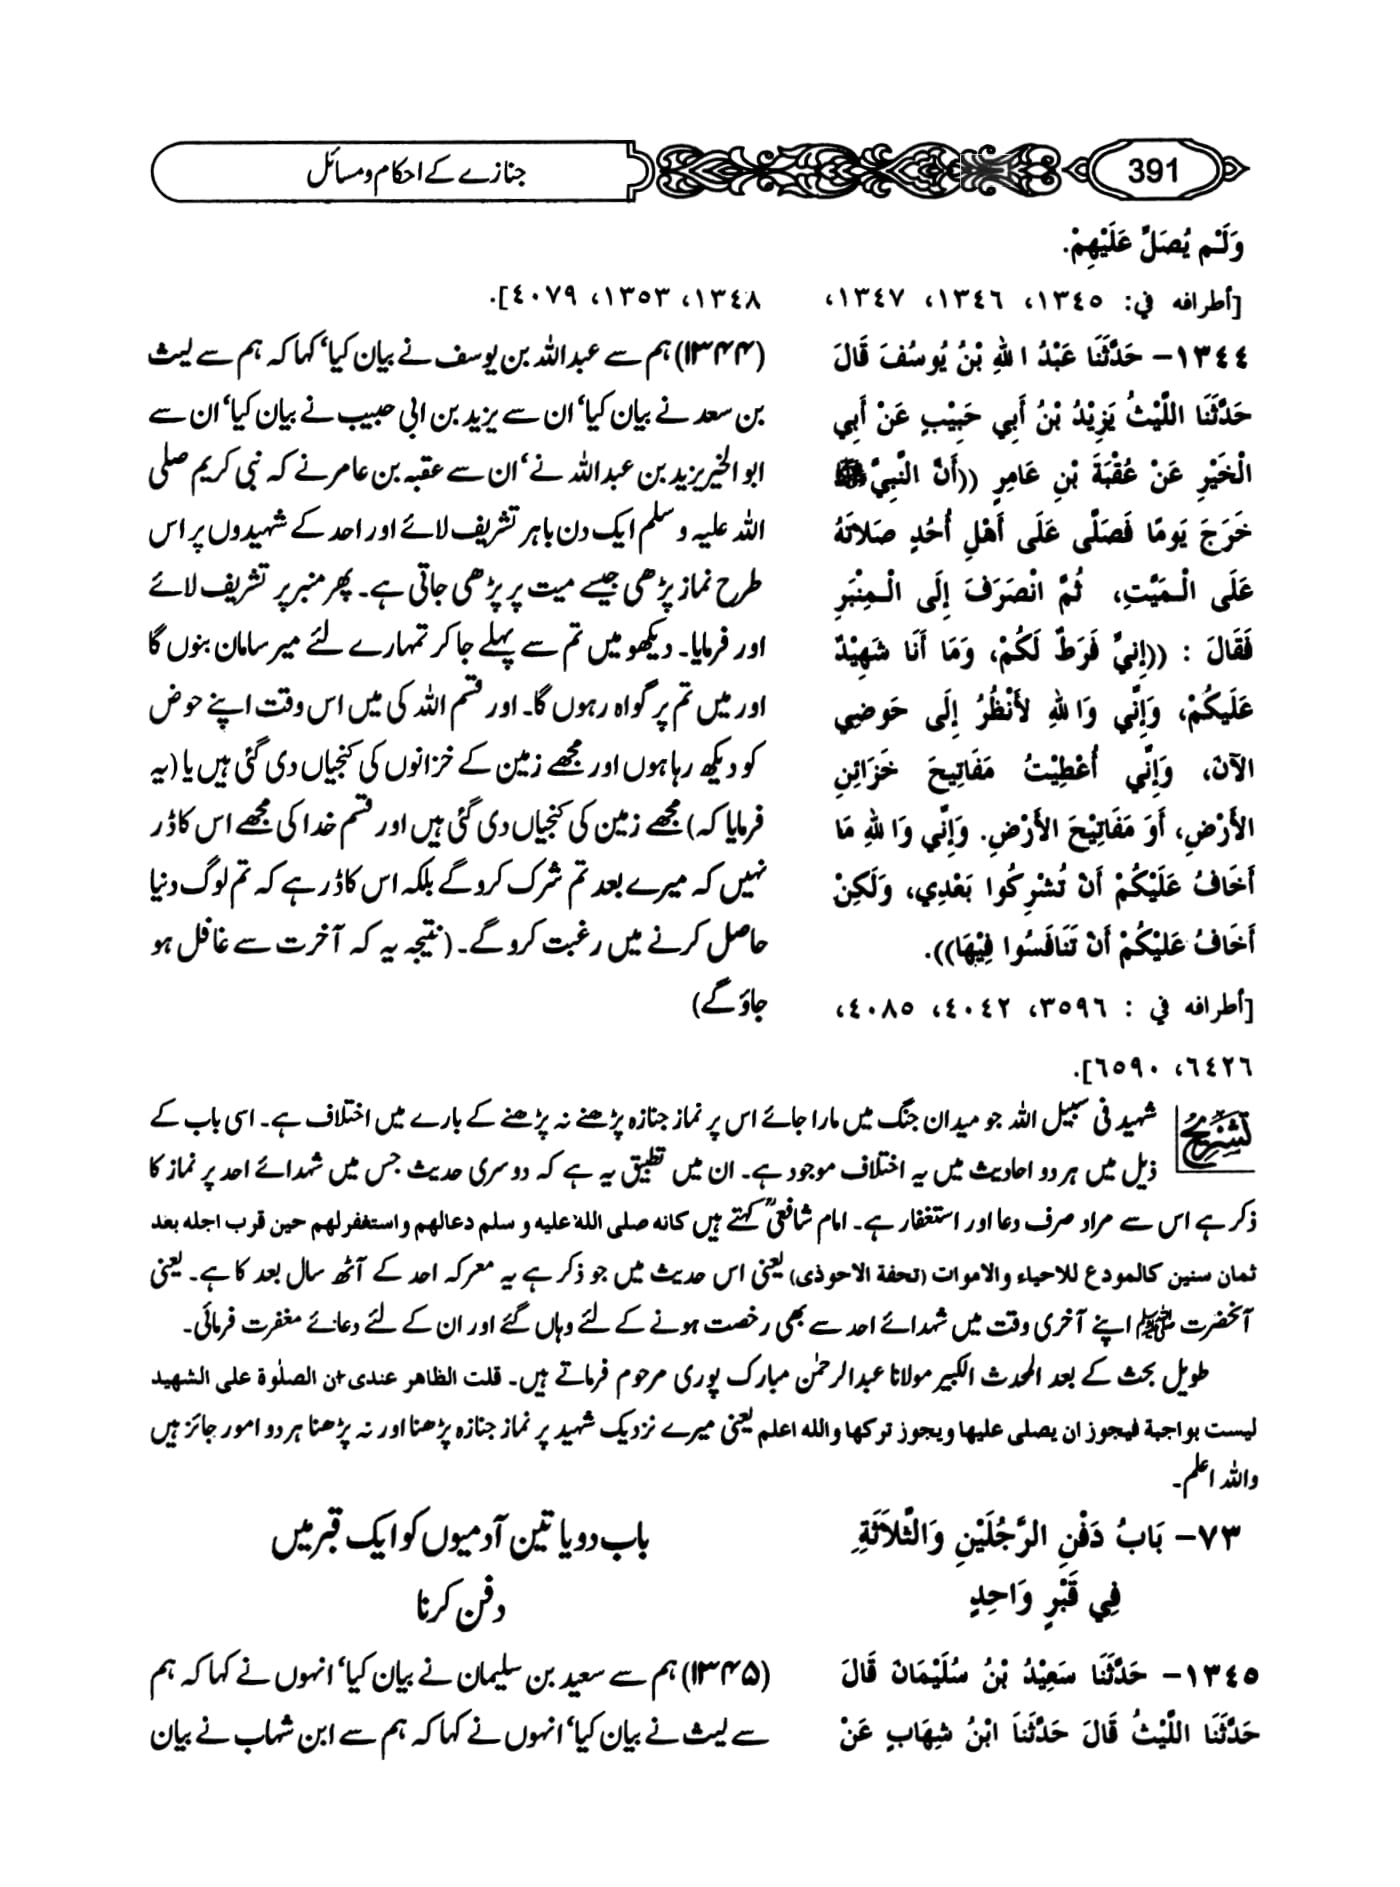 391
جنازے کے احکام و مسائل
وَلَـم يُصَلَّ عَلَيْهِمْ.
[أطرافه في: ١٣٤٥، ١٣٤٦، ١٣٤٧،
١٣٤٨، ١٣٥٣، ٤٠٧٩].
١٣٤٤- حَدَّثَنَا عَبْدُ اللهِ بْنُ يُوسُفَ قَالَ
حَدَّثَنَا اللَّيْثُ يَزِيْدُ بْنُ أَبِي حَبِيْبٍ عَنْ أَبِي
الْخَيْرِ عَنْ عُقْبَةَ بْنِ عَامِرٍ ((أَنَّ النَّبِيَّ ﷺ
خَرَجَ يَومًا فَصَلَّى عَلَى أَهْلِ أُحُدٍ صَلاَتَهُ
عَلَى الْـمَيِّتِ، ثُمَّ انْصَرَفَ إِلَى الْـمِنْبَرِ
فَقَالَ : ((إِنِّيْ فَرَطٌ لَكُمْ، وَمَا أَنَا شَهِيْدٌ
عَلَيكُمْ، وَإِنِّي وَاللهِ لأَنْظُرُ إِلَى حَوضِي
الآنَ، وَإِنِّي أُعْطِيْتُ مَفَاتِيحَ خَزَائِنِ
الأَرْضِ، أَوَ مَفَاتِيْحَ الأَرْضِ. وَإِنِّي وَاللهِ مَا
أَخَافُ عَلَيْكُمْ أَنْ تُشْرِكُوا بَعْدِي، وَلَكِنْ
أَخَافُ عَلَيْكُمْ أَنْ تَنَافَسُوا فِيْهَا)).
[أطرافه في : ٣٥٩٦، ٤٠٤٢، ٤٠٨٥،
٦٤٢٦، ٦٥٩٠].
(۱۳۴۴) ہم سے عبداللہ بن یوسف نے بیان کیا' کہا کہ ہم سے لیث
بن سعد نے بیان کیا' ان سے یزید بن ابی حبیب نے بیان کیا' ان سے
ابوالخیر یزید بن عبداللہ نے' ان سے عقبہ بن عامر نے کہ نبی کریم صلی
اللہ علیہ و سلم ایک دن باہر تشریف لائے اور احد کے شہیدوں پر اس
طرح نماز پڑھی جیسے میت پر پڑھی جاتی ہے۔ پھر منبر پر تشریف لائے
اور فرمایا۔ دیکھو میں تم سے پہلے جا کر تمہارے لئے میر سامان بنوں گا
اور میں تم پر گواہ رہوں گا۔ اور قسم اللہ کی میں اس وقت اپنے حوض
کو دیکھ رہا ہوں اور مجھے زمین کے خزانوں کی کنجیاں دی گئی ہیں یا (یہ
فرمایا کہ) مجھے زمین کی کنجیاں دی گئی ہیں اور قسم خدا کی مجھے اس کا ڈر
نہیں کہ میرے بعد تم شرک کرو گے بلکہ اس کا ڈر ہے کہ تم لوگ دنیا
حاصل کرنے میں رغبت کرو گے۔ (نتیجہ یہ کہ آخرت سے غافل ہو
جاؤ گے)
تشریح
شہید فی سبیل اللہ جو میدان جنگ میں مارا جائے اس پر نماز جنازہ پڑھنے نہ پڑھنے کے بارے میں اختلاف ہے۔ اسی باب کے
ذیل میں ہر دو احادیث میں یہ اختلاف موجود ہے۔ ان میں تطبیق یہ ہے کہ دوسری حدیث جس میں شہدائے احد پر نماز کا
ذکر ہے اس سے مراد صرف دعا اور استغفار ہے۔ امام شافعیؒ کہتے ہیں کانه صلی الله علیه و سلم دعالهم واستغفرلهم حین قرب اجله بعد
ثمان سنین کالمودع للاحیاء والاموات (تحفة الاحوذی) یعنی اس حدیث میں جو ذکر ہے یہ معرکہ احد کے آٹھ سال بعد کا ہے۔ یعنی
آنحضرت ﷺ اپنے آخری وقت میں شہدائے احد سے بھی رخصت ہونے کے لئے وہاں گئے اور ان کے لئے دعائے مغفرت فرمائی۔
طویل بحث کے بعد المحدث الکبیر مولانا عبدالرحمٰن مبارک پوری مرحوم فرماتے ہیں۔ قلت الظاهر عندی ان الصلٰوة علی الشهید
لیست بواجبة فیجوز ان یصلی علیها ویجوز ترکها والله اعلم یعنی میرے نزدیک شہید پر نماز جنازہ پڑھنا اور نہ پڑھنا ہر دو امور جائز ہیں
واللہ اعلم۔
٧٣- بَابُ دَفْنِ الرَّجُلَيْنِ وَالثَّلاَثَةِ
فِي قَبْرٍ وَاحِدٍ
باب دو یا تین آدمیوں کو ایک قبر میں
دفن کرنا
١٣٤٥- حَدَّثَنَا سَعِيْدُ بْنُ سُلَيْمَانَ قَالَ
حَدَّثَنَا اللَّيْثُ قَالَ حَدَّثَنَا ابْنُ شِهَابٍ عَنْ
(۱۳۴۵) ہم سے سعید بن سلیمان نے بیان کیا' انہوں نے کہا کہ ہم
سے لیث نے بیان کیا' انہوں نے کہا کہ ہم سے ابن شہاب نے بیان